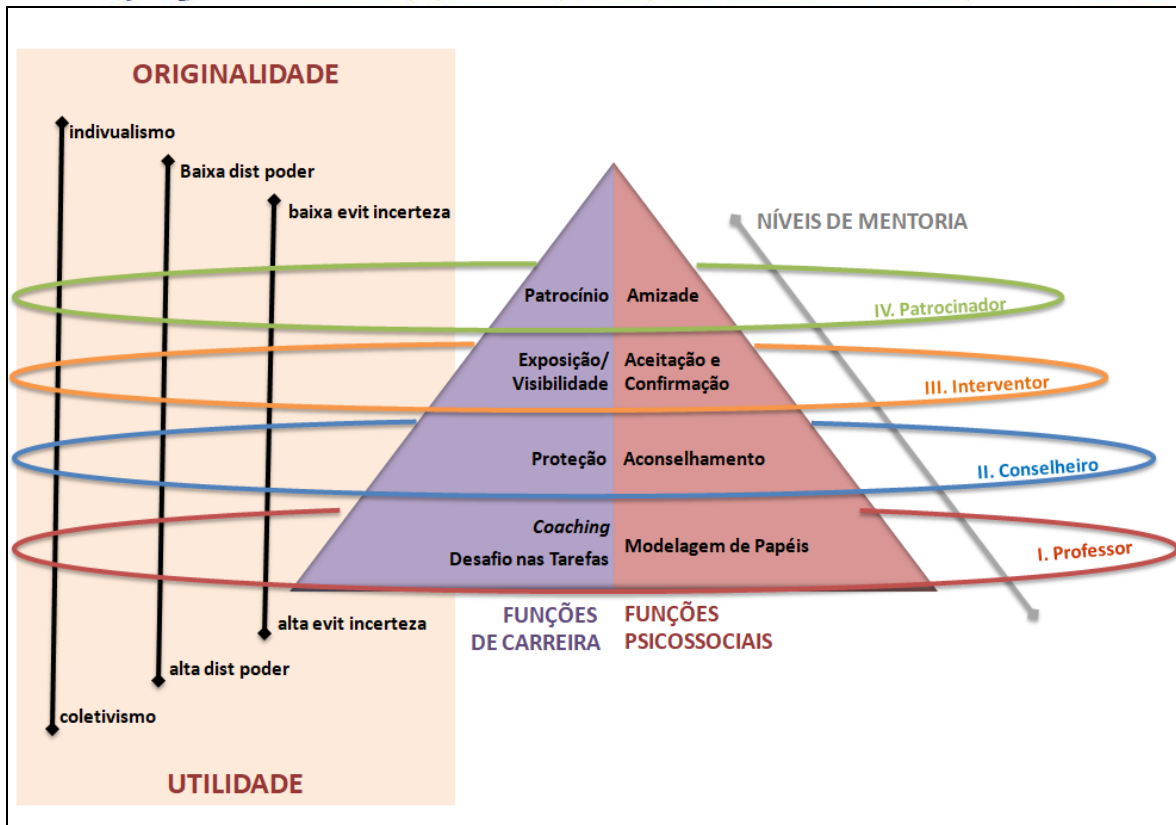 ORIGINALIDADE
indivualismo
Baixa dist poder
baixa evit incerteza
NÍVEIS DE MENTORIA
Patrocínio
Amizade
IV. Patrocinador
Exposição/
Visibilidade
Aceitação e
Confirmação
III. Interventor
Proteção
Aconselhamento
II. Conselheiro
Coaching
Desafio nas Tarefas
Modelagem de Papéis
I. Professor
FUNÇÕES
DE CARREIRA
FUNÇÕES
PSICOSSOCIAIS
alta evit incerteza
alta dist poder
coletivismo
UTILIDADE